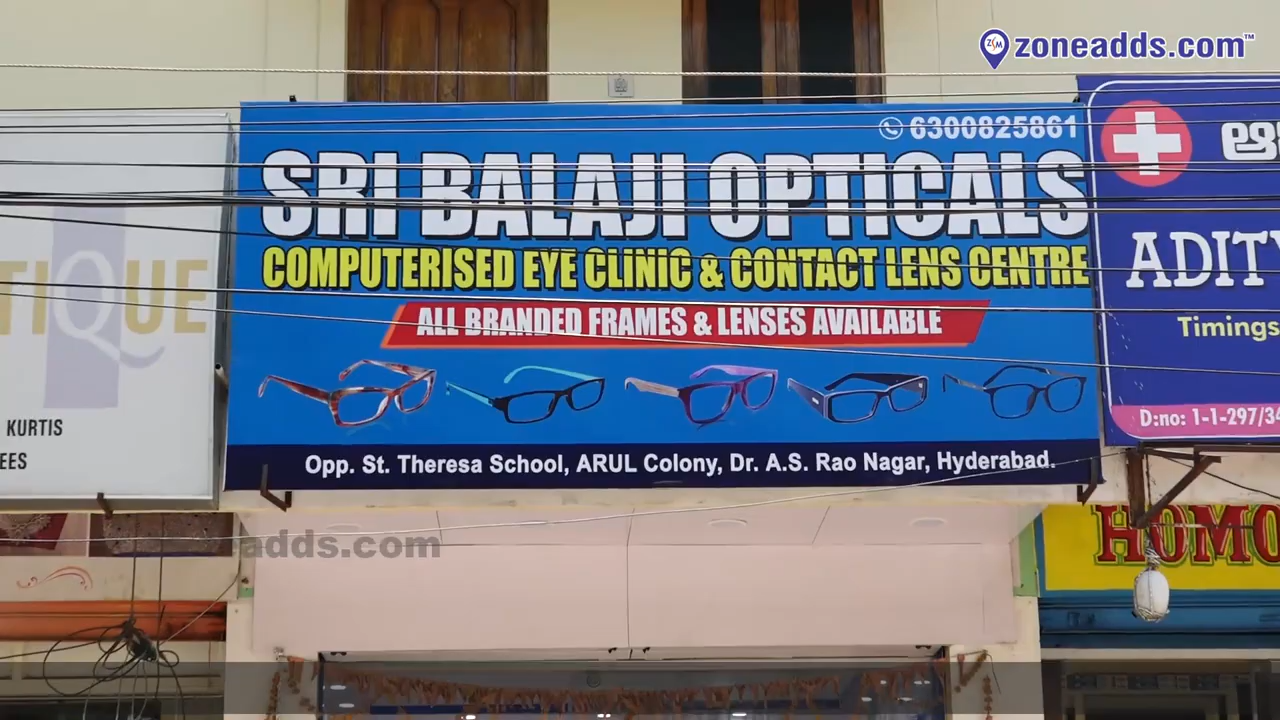 zoneadds.com™
6300825861
SRI BALAJI OPTICALS
COMPUTERISED EYE CLINIC & CONTACT LENS CENTRE
ALL BRANDED FRAMES & LENSES AVAILABLE
Opp. St. Theresa School, ARUL Colony, Dr. A.S. Rao Nagar, Hyderabad.
TIQUE
KURTIS
EES
ADITY
Timings
D:no: 1-1-297/34
HOMO
adds.com